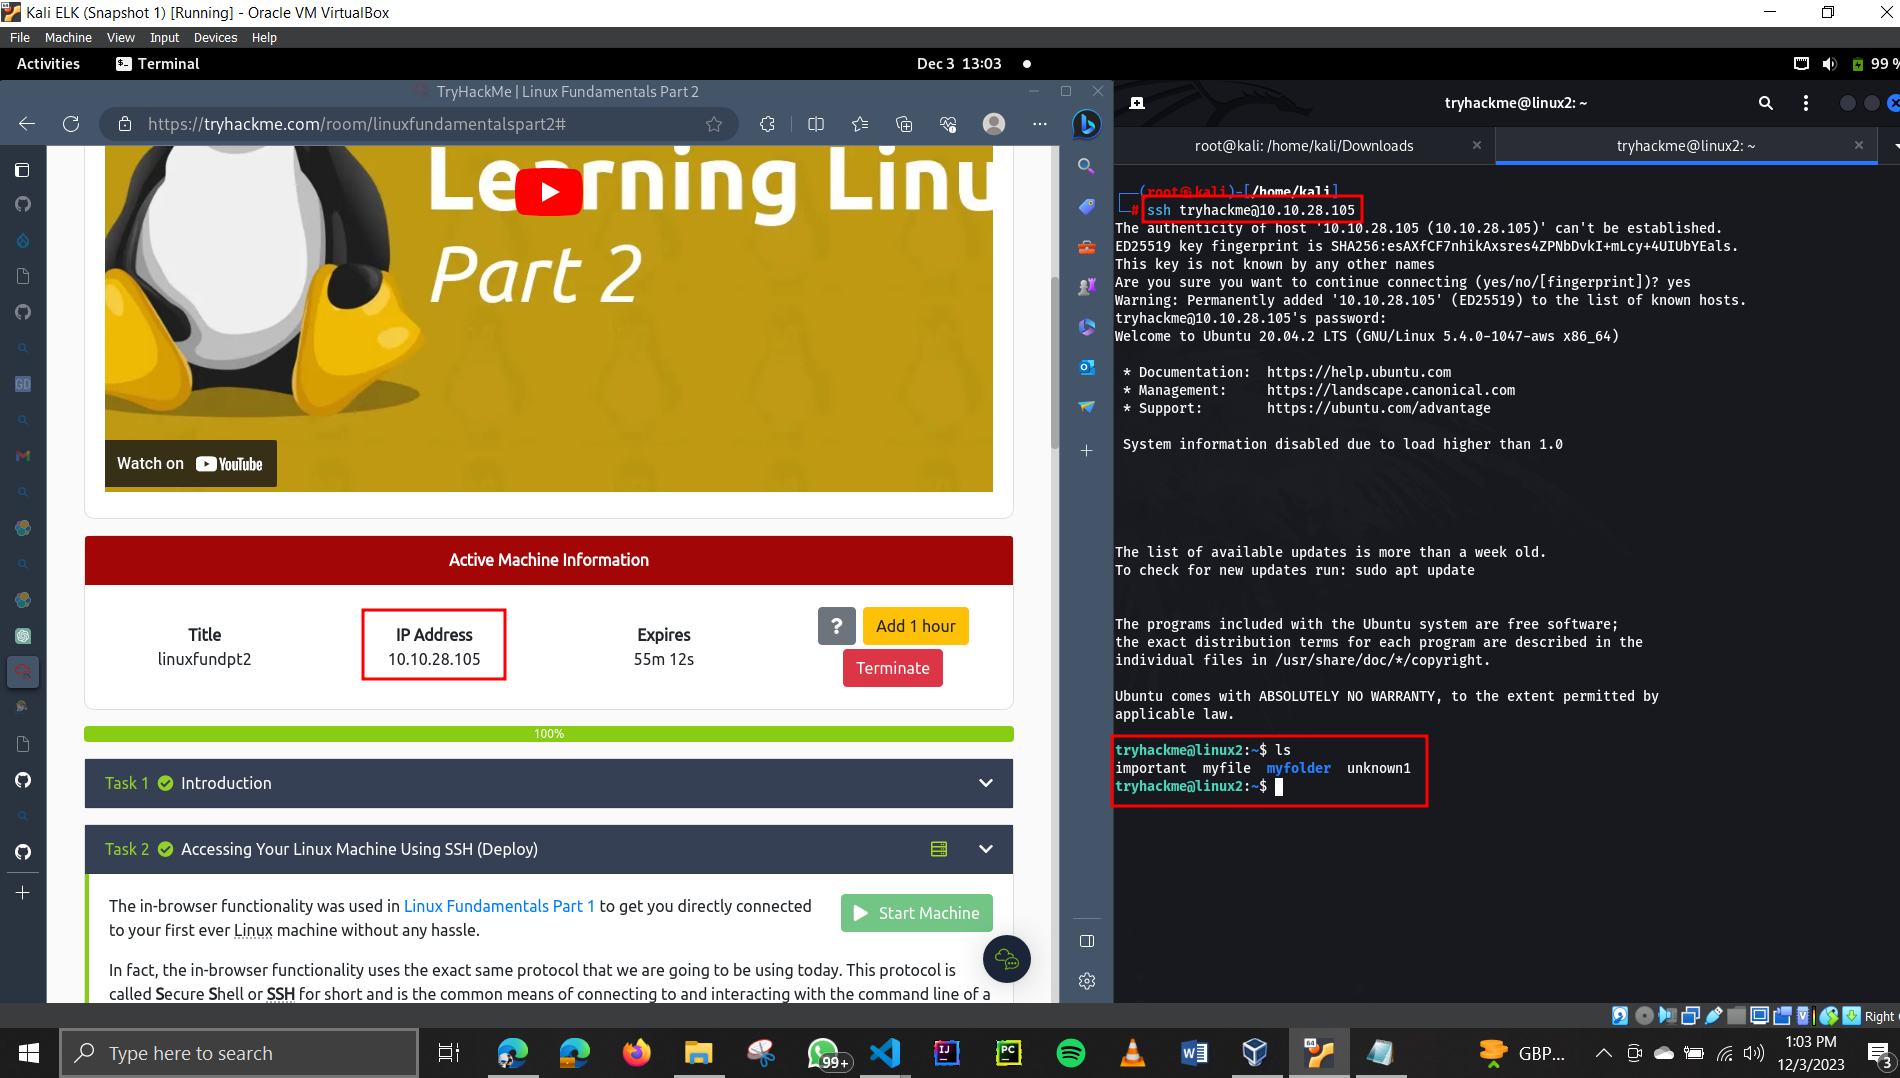 Kali ELK (Snapshot 1) [Running] - Oracle VM VirtualBox
File Machine View Input Devices Help
Activities Terminal Dec 3 13:03 99 %
TryHackMe | Linux Fundamentals Part 2
https://tryhackme.com/room/linuxfundamentalspart2#
Learning Linu
Part 2
Watch on YouTube
Active Machine Information
Title IP Address Expires
linuxfundpt2 10.10.28.105 55m 12s
? Add 1 hour
Terminate
100%
Task 1 Introduction
Task 2 Accessing Your Linux Machine Using SSH (Deploy)
The in-browser functionality was used in Linux Fundamentals Part 1 to get you directly connected
to your first ever Linux machine without any hassle.
Start Machine
In fact, the in-browser functionality uses the exact same protocol that we are going to be using today. This protocol is
called Secure Shell or SSH for short and is the common means of connecting to and interacting with the command line of a
GD
tryhackme@linux2: ~
root@kali: /home/kali/Downloads
tryhackme@linux2: ~
(root㉿kali)-[/home/kali]
# ssh tryhackme@10.10.28.105
The authenticity of host '10.10.28.105 (10.10.28.105)' can't be established.
ED25519 key fingerprint is SHA256:esAXfCF7nhikAxsres4ZPNbDvkI+mLcy+4UIUbYEals.
This key is not known by any other names
Are you sure you want to continue connecting (yes/no/[fingerprint])? yes
Warning: Permanently added '10.10.28.105' (ED25519) to the list of known hosts.
tryhackme@10.10.28.105's password:
Welcome to Ubuntu 20.04.2 LTS (GNU/Linux 5.4.0-1047-aws x86_64)
* Documentation: https://help.ubuntu.com
* Management: https://landscape.canonical.com
* Support: https://ubuntu.com/advantage
System information disabled due to load higher than 1.0
The list of available updates is more than a week old.
To check for new updates run: sudo apt update
The programs included with the Ubuntu system are free software;
the exact distribution terms for each program are described in the
individual files in /usr/share/doc/*/copyright.
Ubuntu comes with ABSOLUTELY NO WARRANTY, to the extent permitted by
applicable law.
tryhackme@linux2:~$ ls
important myfile myfolder unknown1
tryhackme@linux2:~$
Right
Type here to search
99+
GBP...
1:03 PM
12/3/2023
3